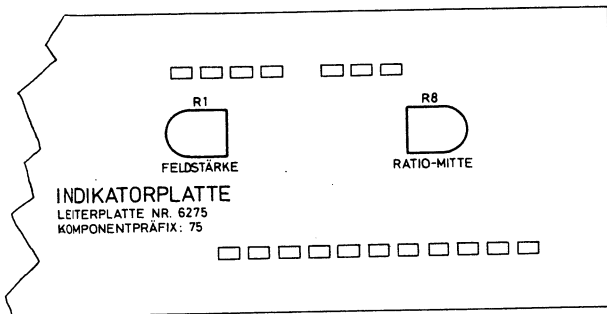 R1
R8
FELDSTÄRKE
RATIO-MITTE
INDIKATORPLATTE
LEITERPLATTE NR. 6275
KOMPONENTPRÄFIX: 75